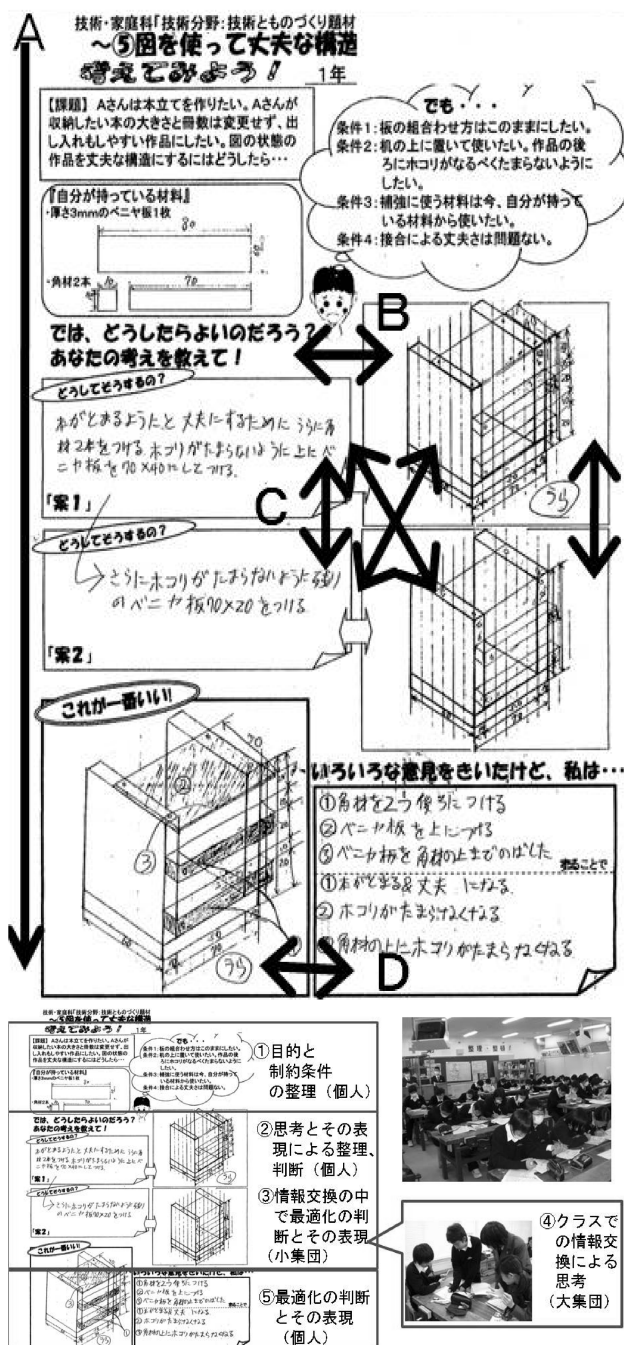 A
技術・家庭科「技術分野:技術とものづくり題材
～⑤図を使って丈夫な構造
考えてみよう! 1年
【課題】 Aさんは本立てを作りたい。Aさんが
収納したい本の大きさと冊数は変更せず、出
し入れもしやすい作品にしたい。図の状態の
作品を丈夫な構造にするにはどうしたら…
でも・・・
条件1:板の組合わせ方はこのままにしたい。
条件2:机の上に置いて使いたい。作品の後
ろにホコリがなるべくたまらないように
したい。
条件3:補強に使う材料は今、自分が持って
いる材料から使いたい。
条件4:接合による丈夫さは問題ない。
『自分が持っている材料』
・厚さ3mmのベニヤ板1枚
80
60
・角材2本
10
70
では、どうしたらよいのだろう?
あなたの考えを教えて!
B
どうしてそうするの?
本がとまるようにと丈夫にするために うらに角
材2本をつける ホコリがたまらないように上にベ
ニヤ板を70×40にしてつける.
「案1」
うら
C
どうしてそうするの?
さらにホコリがたまらないように残り
のベニヤ板70×20をつける
「案2」
これが一番いい!
70
②
③
うら
いろいろな意見をきいたけど、私は…
①角材を2つ後ろにつける
②ベニヤ板を上につける
③ベニヤ板を角材の上までのばした
することで
①本がとまる&丈夫になる.
②ホコリがたまらなくなる
角材の上にホコリがたまらなくなる
D
①目的と
制約条件
の整理(個人)
②思考とその表
現による整理、
判断(個人)
③情報交換の中
で最適化の判
断とその表現
(小集団)
④クラスで
の情報交
換による
思考
(大集団)
⑤最適化の判断
とその表現
(個人)